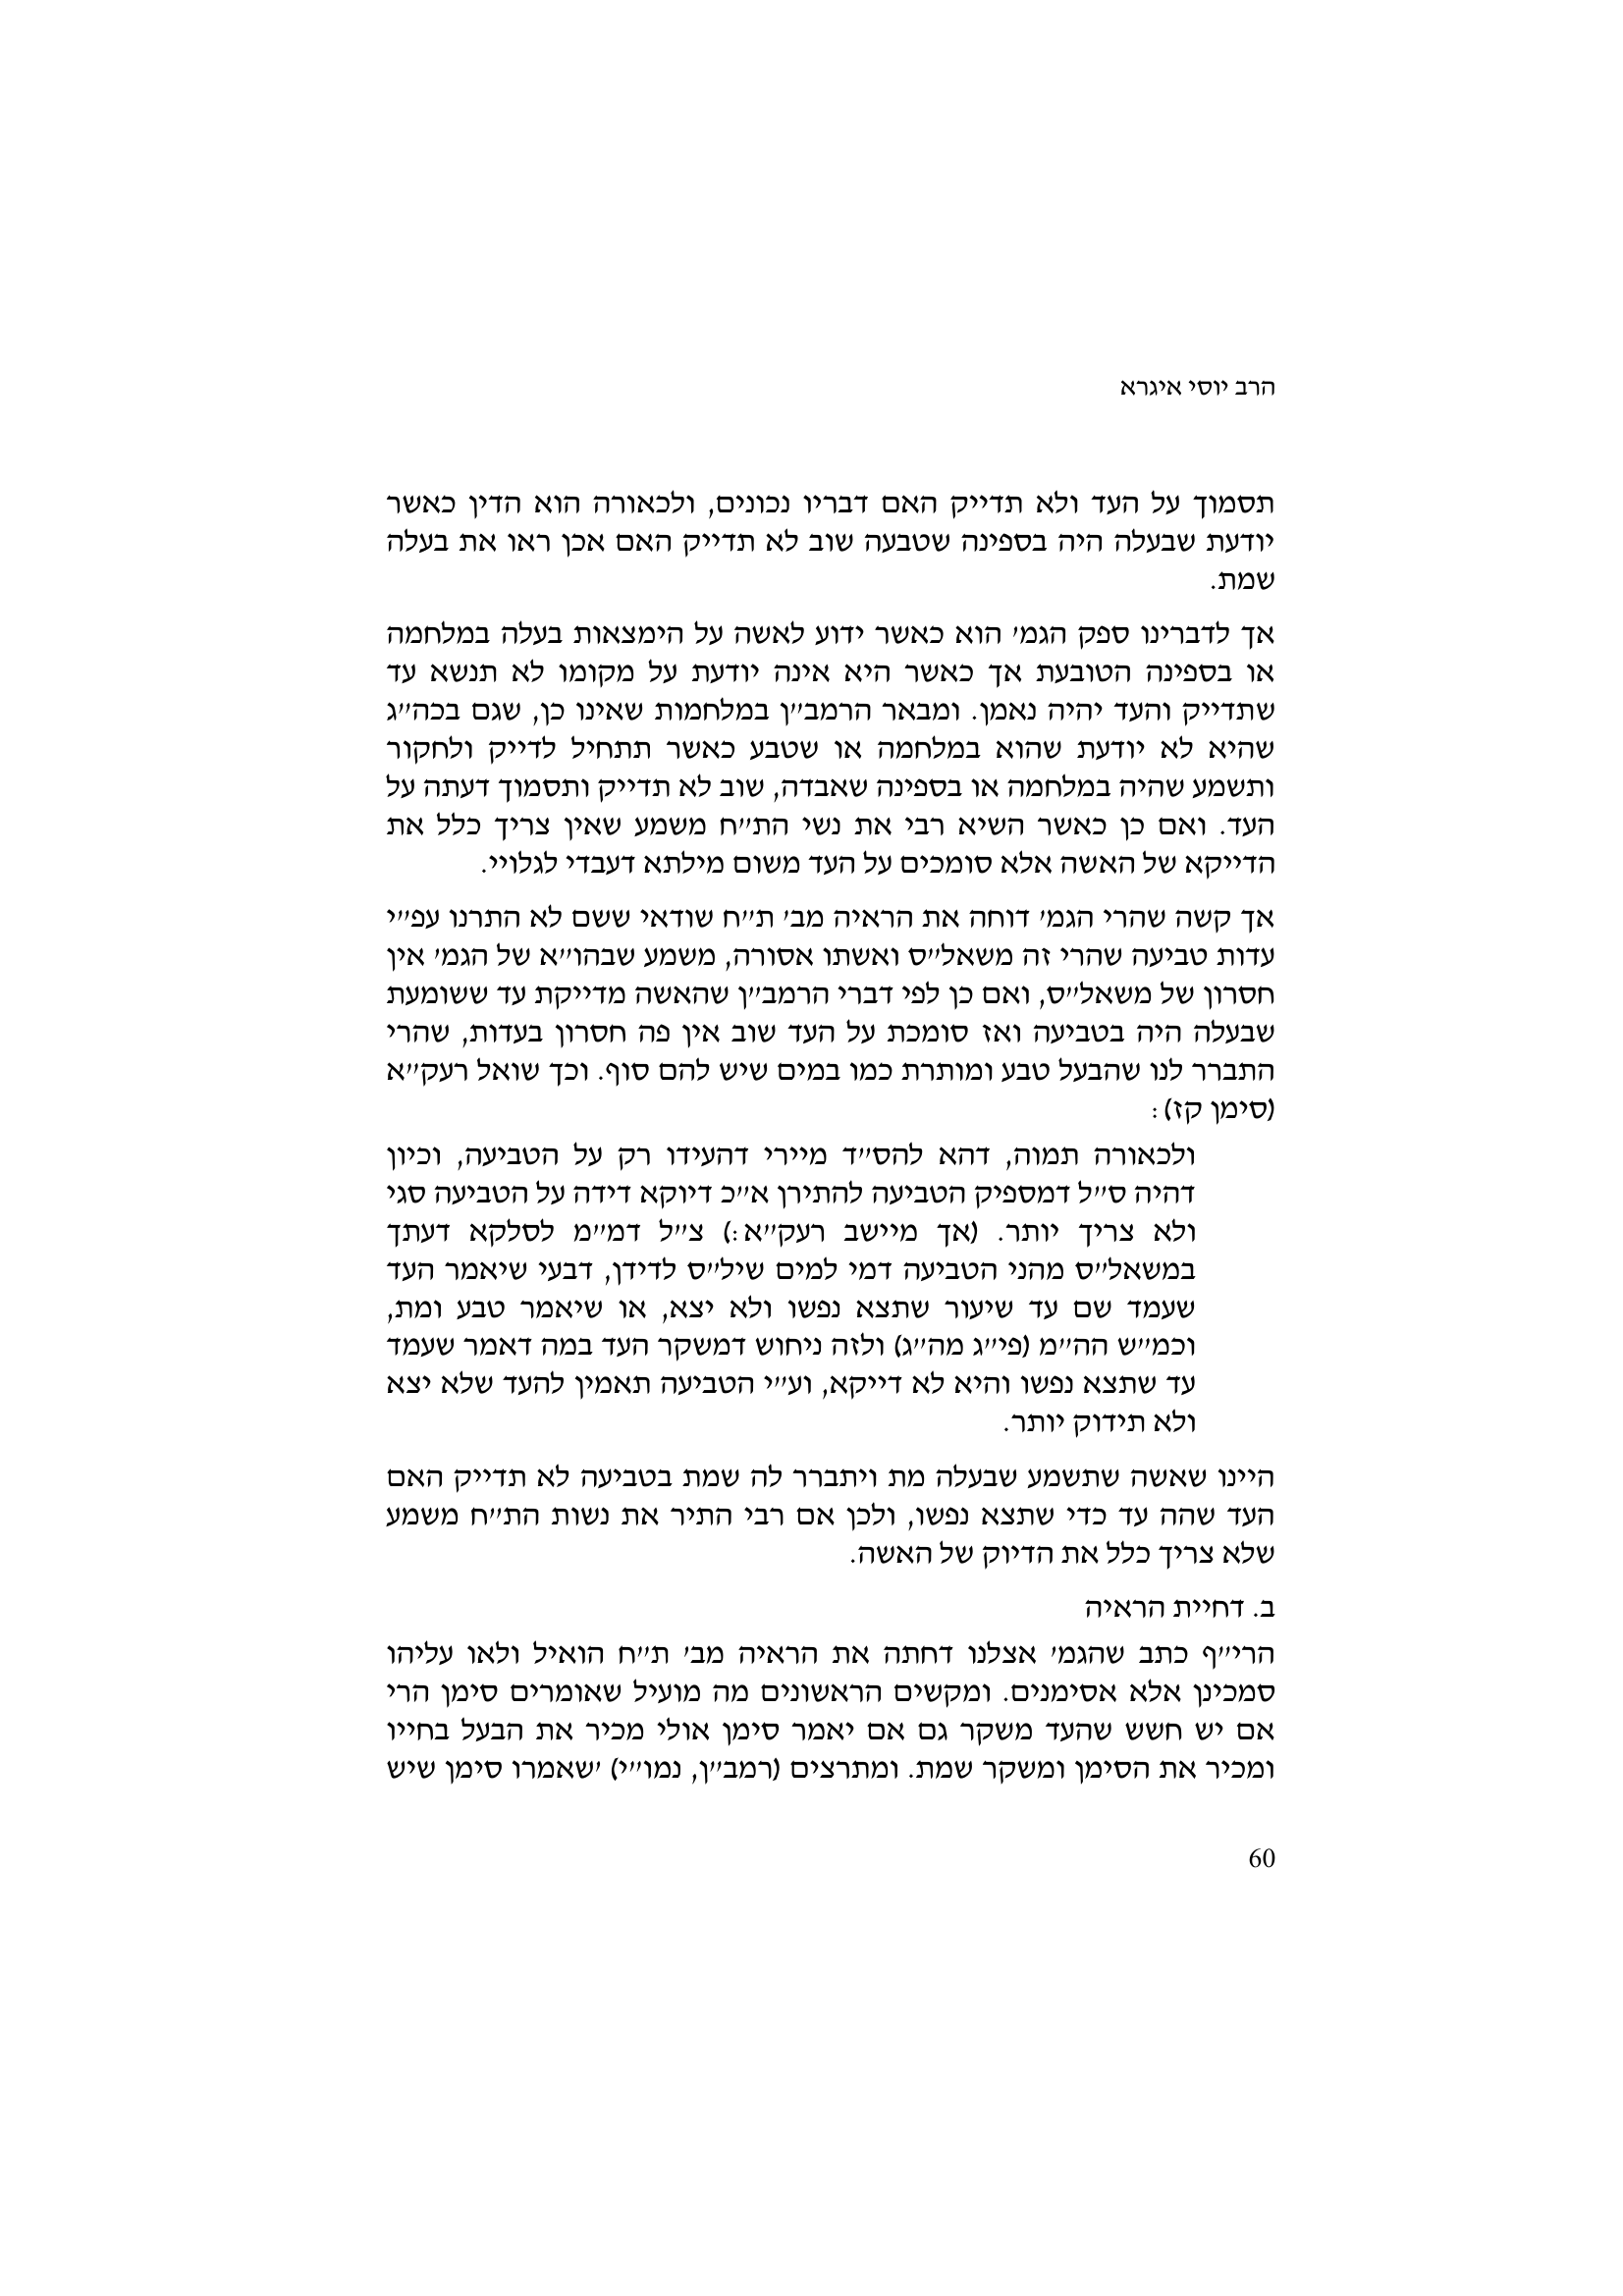 הרב יוסי איגרא
תסמוך על העד ולא תדייק האם דבריו נכונים, ולכאורה הוא הדין כאשר
יודעת שבעלה היה בספינה שטבעה שוב לא תדייק האם אכן ראו את בעלה
שמת.
אך לדברינו ספק הגמ' הוא כאשר ידוע לאשה על הימצאות בעלה במלחמה
או בספינה הטובעת אך כאשר היא אינה יודעת על מקומו לא תנשא עד
שתדייק והעד יהיה נאמן. ומבאר הרמב"ן במלחמות שאינו כן, שגם בכה"ג
שהיא לא יודעת שהוא במלחמה או שטבע כאשר תתחיל לדייק ולחקור
ותשמע שהיה במלחמה או בספינה שאבדה, שוב לא תדייק ותסמוך דעתה על
העד. ואם כן כאשר השיא רבי את נשי הת"ח משמע שאין צריך כלל את
הדייקא של האשה אלא סומכים על העד משום מילתא דעבדי לגלויי.
אך קשה שהרי הגמ' דוחה את הראיה מב' ת"ח שודאי ששם לא התרנו עפ"י
עדות טביעה שהרי זה משאל"ס ואשתו אסורה, משמע שבהו"א של הגמ' אין
חסרון של משאל"ס, ואם כן לפי דברי הרמב"ן שהאשה מדייקת עד ששומעת
שבעלה היה בטביעה ואז סומכת על העד שוב אין פה חסרון בעדות, שהרי
התברר לנו שהבעל טבע ומותרת כמו במים שיש להם סוף. וכך שואל רעק"א
(סימן קז):
ולכאורה תמוה, דהא להס"ד מיירי דהעידו רק על הטביעה, וכיון
דהיה ס"ל דמספיק הטביעה להתירן א"כ דיוקא דידה על הטביעה סגי
ולא צריך יותר. (אך מיישב רעק"א:) צ"ל דמ"מ לסלקא דעתך
במשאל"ס מהני הטביעה דמי למים שיל"ס לדידן, דבעי שיאמר העד
שעמד שם עד שיעור שתצא נפשו ולא יצא, או שיאמר טבע ומת,
וכמ"ש הה"מ (פי"ג מה"ג) ולזה ניחוש דמשקר העד במה דאמר שעמד
עד שתצא נפשו והיא לא דייקא, וע"י הטביעה תאמין להעד שלא יצא
ולא תידוק יותר.
היינו שאשה שתשמע שבעלה מת ויתברר לה שמת בטביעה לא תדייק האם
העד שהה עד כדי שתצא נפשו, ולכן אם רבי התיר את נשות הת"ח משמע
שלא צריך כלל את הדיוק של האשה.
ב. דחיית הראיה
הרי"ף כתב שהגמ' אצלנו דחתה את הראיה מב' ת"ח הואיל ולאו עליהו
סמכינן אלא אסימנים. ומקשים הראשונים מה מועיל שאומרים סימן הרי
אם יש חשש שהעד משקר גם אם יאמר סימן אולי מכיר את הבעל בחייו
ומכיר את הסימן ומשקר שמת. ומתרצים (רמב"ן, נמו"י) 'שאמרו סימן שיש
60